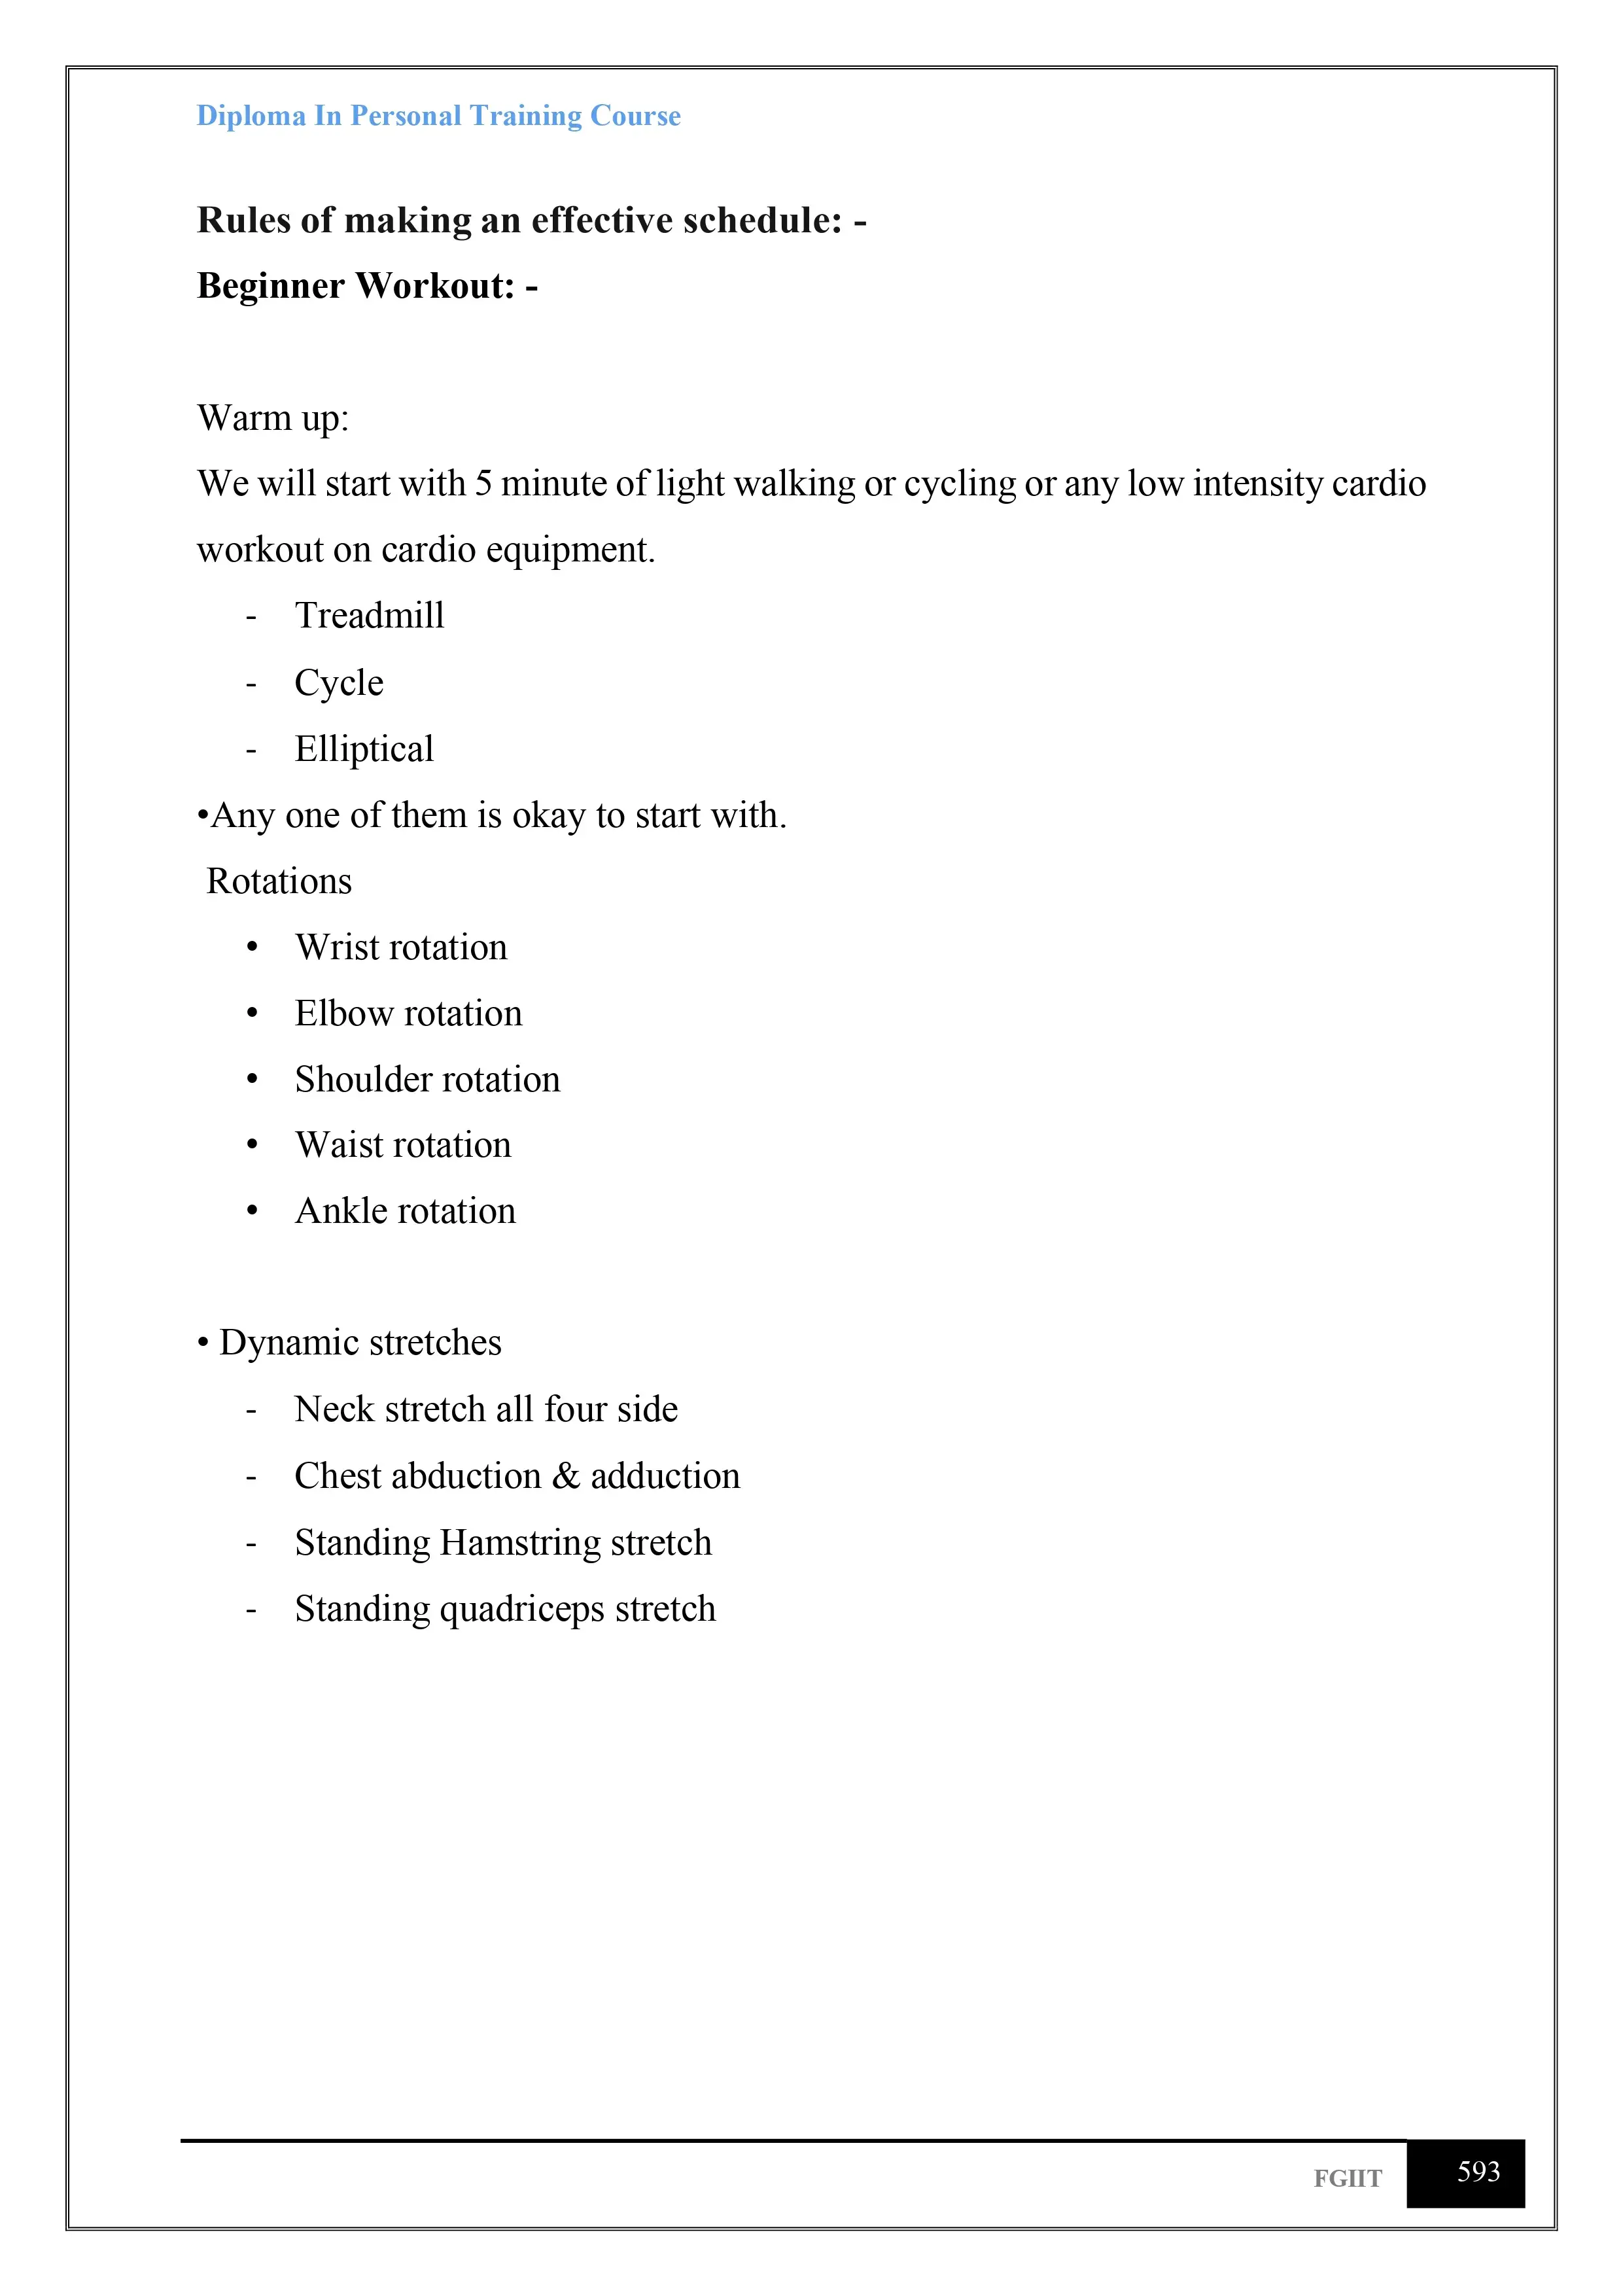 Diploma In Personal Training Course
Rules of making an effective schedule: -
Beginner Workout: -
Warm up:
We will start with 5 minute of light walking or cycling or any low intensity cardio
workout on cardio equipment.
- Treadmill
- Cycle
- Elliptical
•Any one of them is okay to start with.
Rotations
• Wrist rotation
• Elbow rotation
• Shoulder rotation
• Waist rotation
• Ankle rotation
• Dynamic stretches
- Neck stretch all four side
- Chest abduction & adduction
- Standing Hamstring stretch
- Standing quadriceps stretch
FGIIT 593